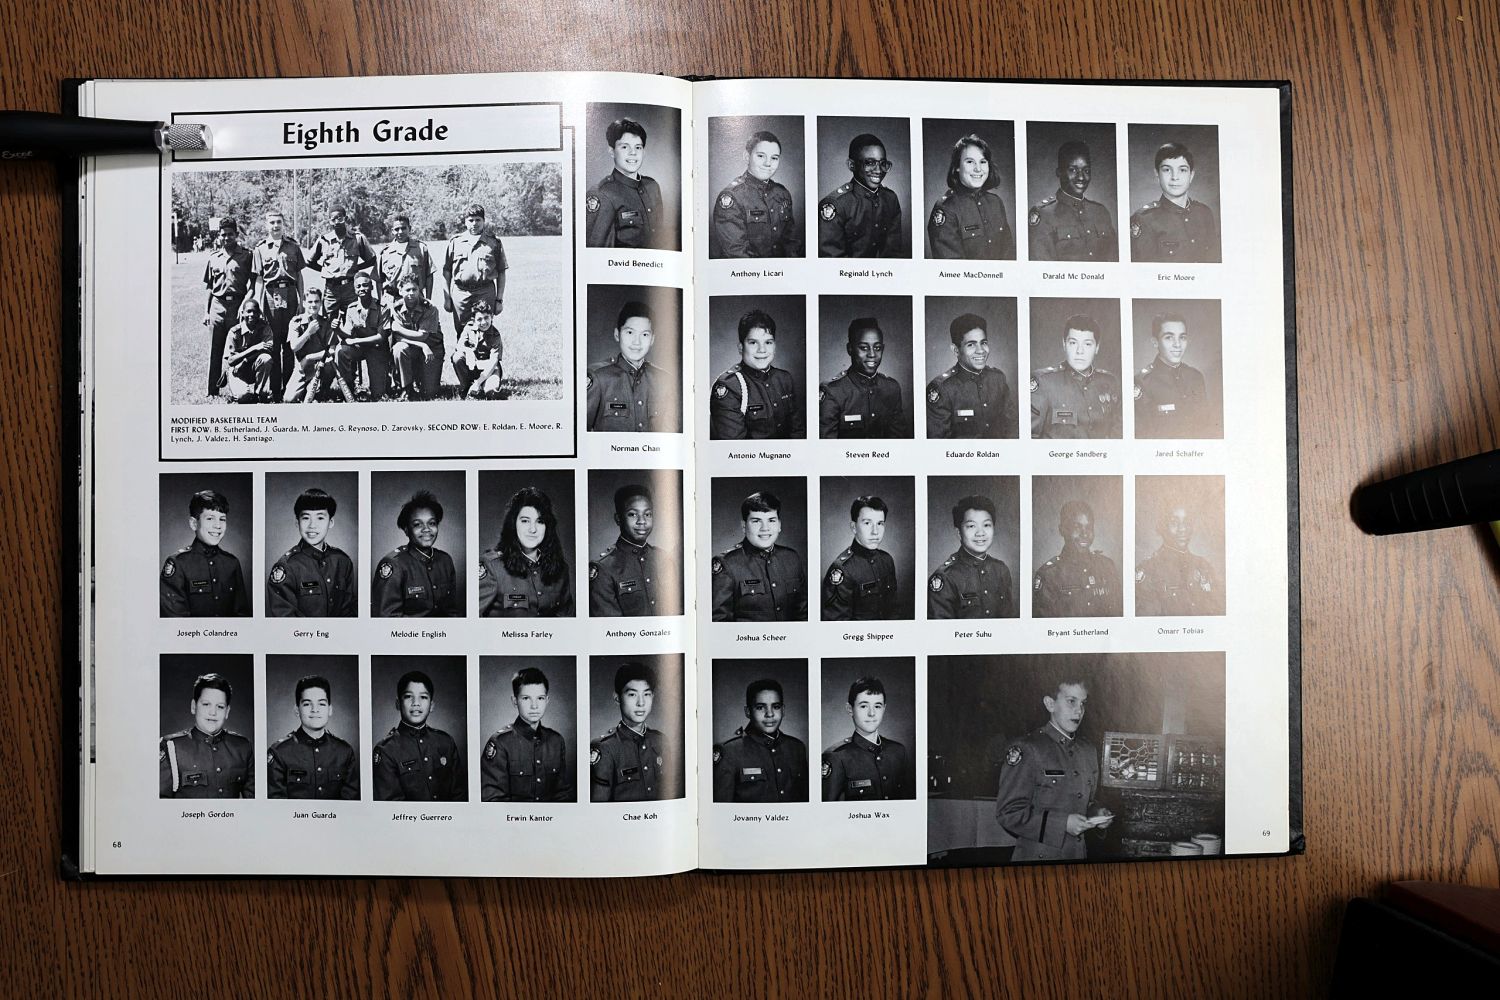 Eighth Grade
MODIFIED BASKETBALL TEAM
FIRST ROW: B. Sutherland, J. Guarda, M. James, G. Reynoso, D. Zarovsky. SECOND ROW: E. Roldan, E. Moore, R.
Lynch, J. Valdez, H. Santiago.
David Benedict
Norman Chan
Joseph Colandrea
Gerry Eng
Melodie English
Melissa Farley
Anthony Gonzales
Joseph Gordon
Juan Guarda
Jeffrey Guerrero
Erwin Kantor
Chae Koh
68
Anthony Licari
Reginald Lynch
Aimee MacDonnell
Darald Mc Donald
Eric Moore
Antonio Mugnano
Steven Reed
Eduardo Roldan
George Sandberg
Jared Schaffer
Joshua Scheer
Gregg Shippee
Peter Suhu
Bryant Sutherland
Omarr Tobias
Jovanny Valdez
Joshua Wax
69